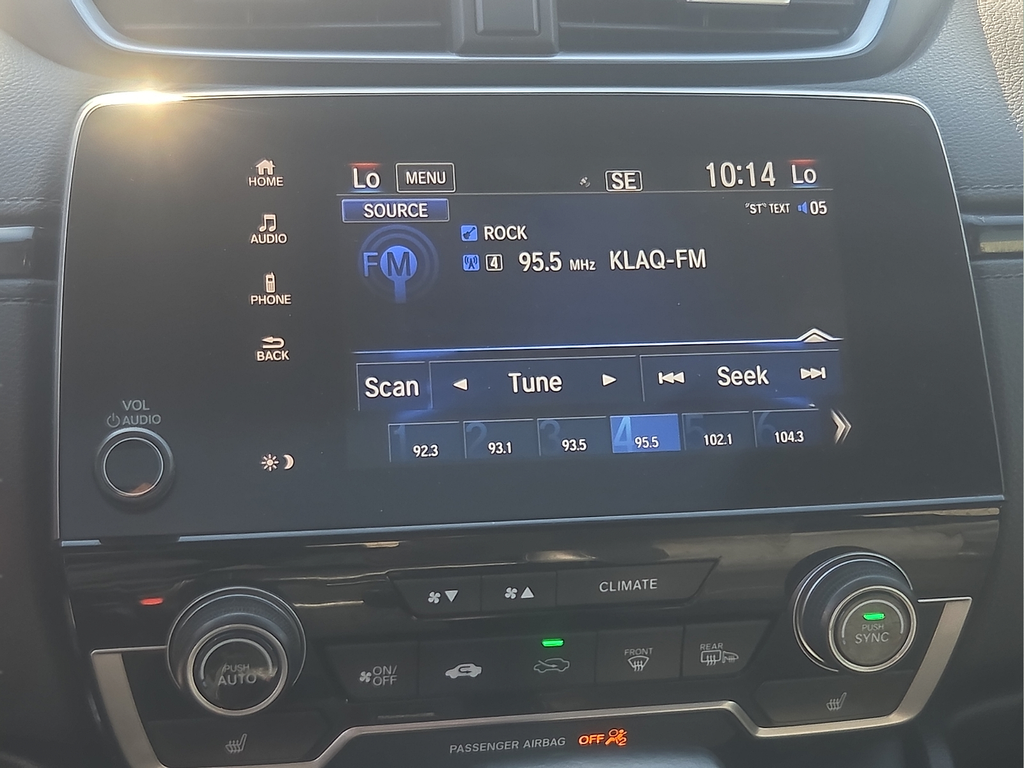 HOME
Lo MENU SE 10:14 Lo
SOURCE "ST" TEXT 05
AUDIO
ROCK
FM 4 95.5 MHz KLAQ-FM
PHONE
BACK
Scan Tune Seek
1 92.3 2 93.1 3 93.5 4 95.5 5 102.1 6 104.3
VOL
AUDIO
CLIMATE
PUSH
AUTO
ON/
OFF
FRONT
REAR
PUSH
SYNC
PASSENGER AIRBAG OFF 2